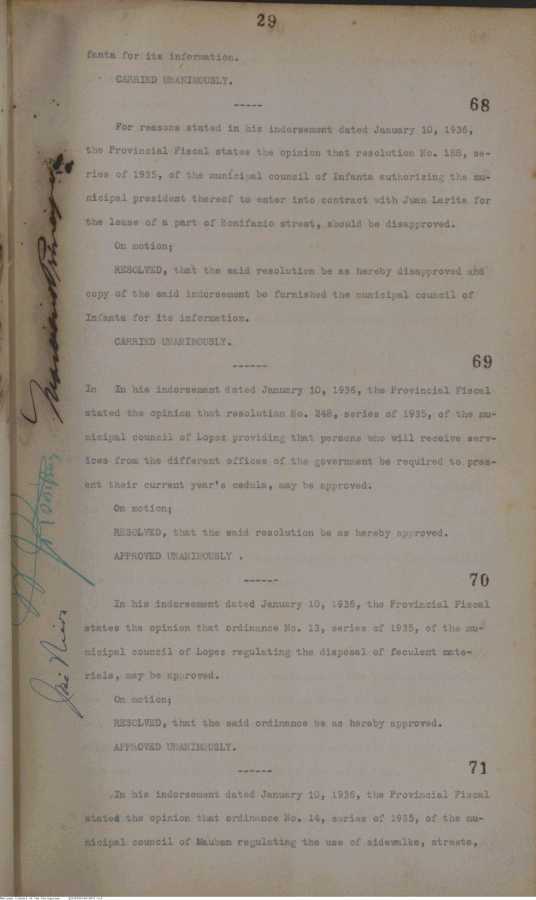 29
fanta for its information.
CARRIED UNANIMOUSLY.
-----
68
For reasons stated in his indorsement dated January 10, 1936,
the Provincial Fiscal states the opinion that resolution No. 188, se-
ries of 1935, of the municipal council of Infanta authorizing the mu-
nicipal president thereof to enter into contract with Juan Larita for
the lease of a part of Bonifacio street, should be disapproved.
On motion;
RESOLVED, that the said resolution be as hereby disapproved and
copy of the said indorsement be furnished the municipal council of
Infanta for its information.
CARRIED UNANIMOUSLY.
------
69
In In his indorsement dated January 10, 1936, the Provincial Fiscal
stated the opinion that resolution No. 248, series of 1935, of the mu-
nicipal council of Lopez providing that persons who will receive serv-
ices from the different offices of the government be required to pres-
ent their current year's cedula, may be approved.
On motion;
RESOLVED, that the said resolution be as hereby approved.
APPROVED UNANIMOUSLY .
------
70
In his indorsement dated January 10, 1936, the Provincial Fiscal
states the opinion that ordinance No. 13, series of 1935, of the mu-
nicipal council of Lopez regulating the disposal of feculent mate-
rials, may be approved.
On motion;
RESOLVED, that the said ordinance be as hereby approved.
APPROVED UNANIMOUSLY.
------
71
In his indorsement dated January 10, 1936, the Provincial Fiscal
stated the opinion that ordinance No. 14, series of 1935, of the mu-
nicipal council of Mauban regulating the use of sidewalks, streets,